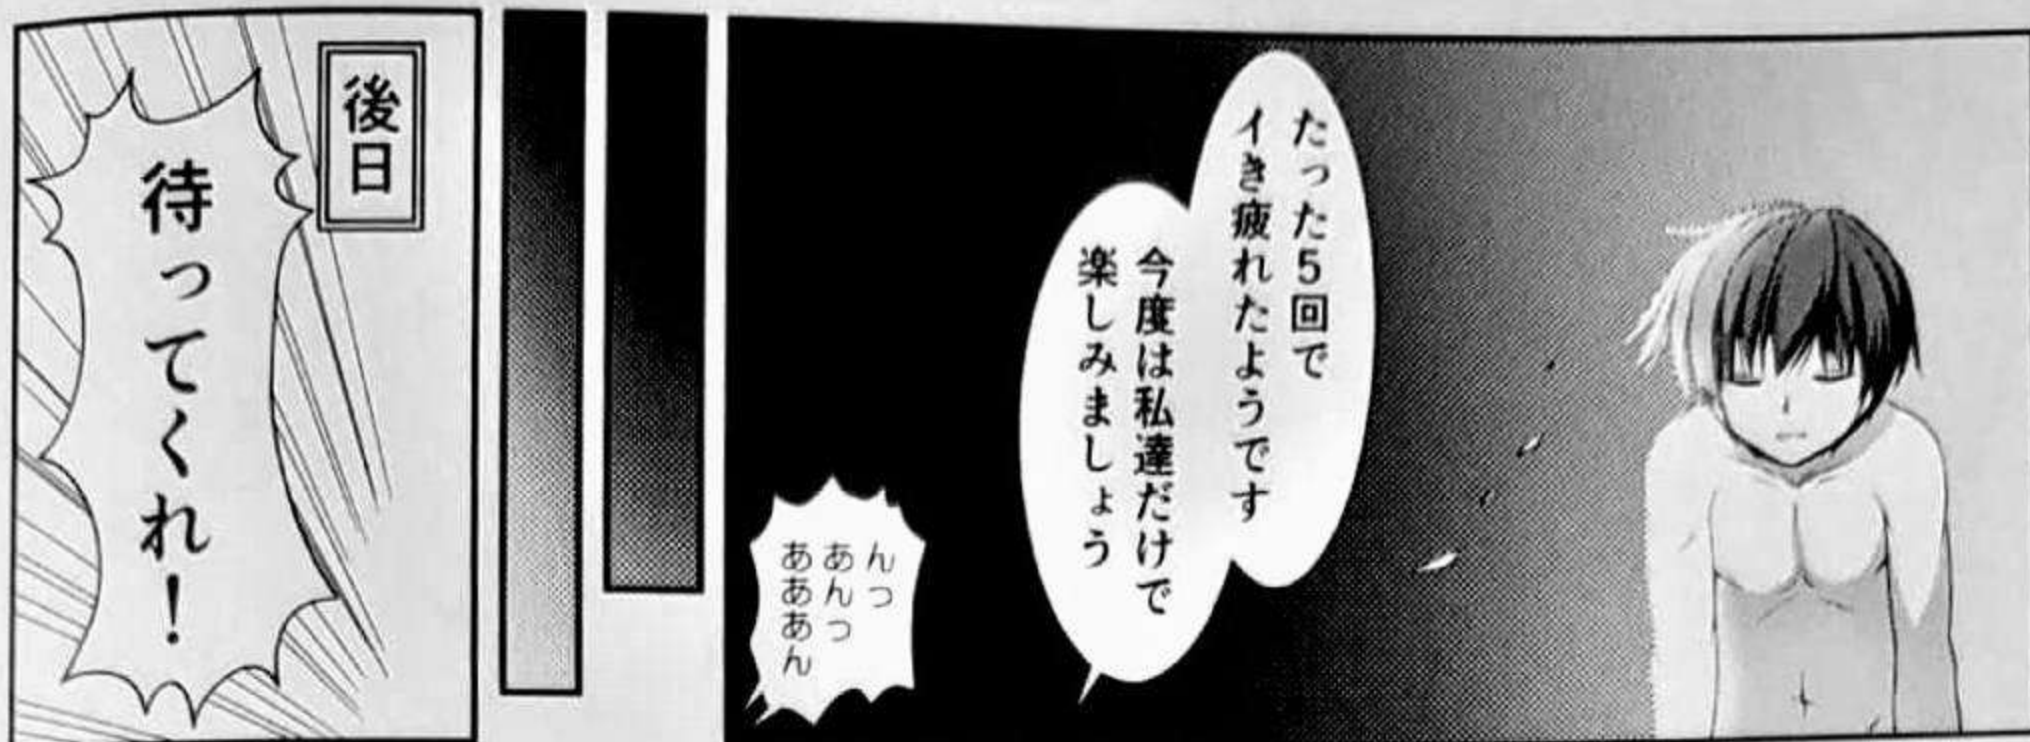 たった5回で
イき疲れたようです
今度は私達だけで
楽しみましょう
んっ
あんっ
あああん
後日
待ってくれ!